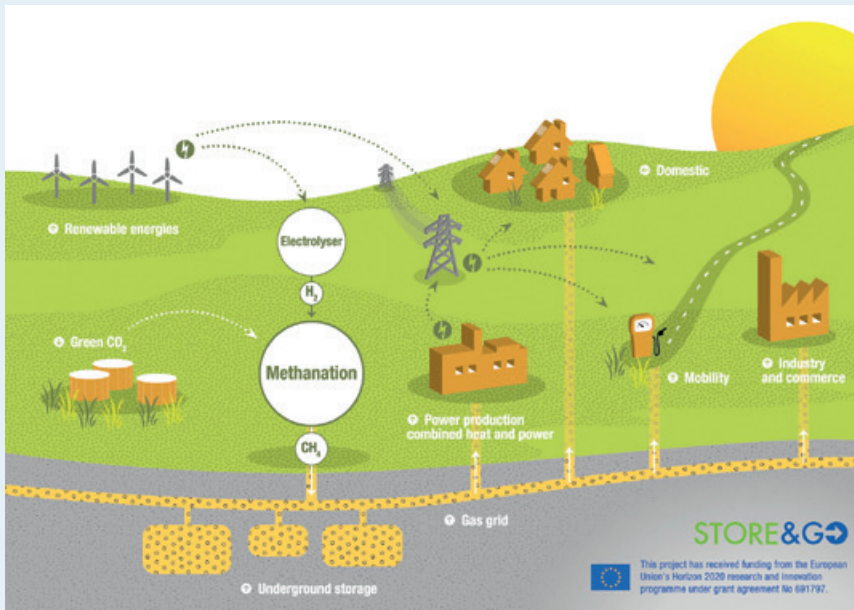 Renewable energies
Electrolyser
H₂
Green CO₂
Methanation
CH₄
Domestic
Power production
combined heat and power
Mobility
Industry
and commerce
Gas grid
Underground storage
STORE&GO
This project has received funding from the European
Union's Horizon 2020 research and innovation
programme under grant agreement No 691797.